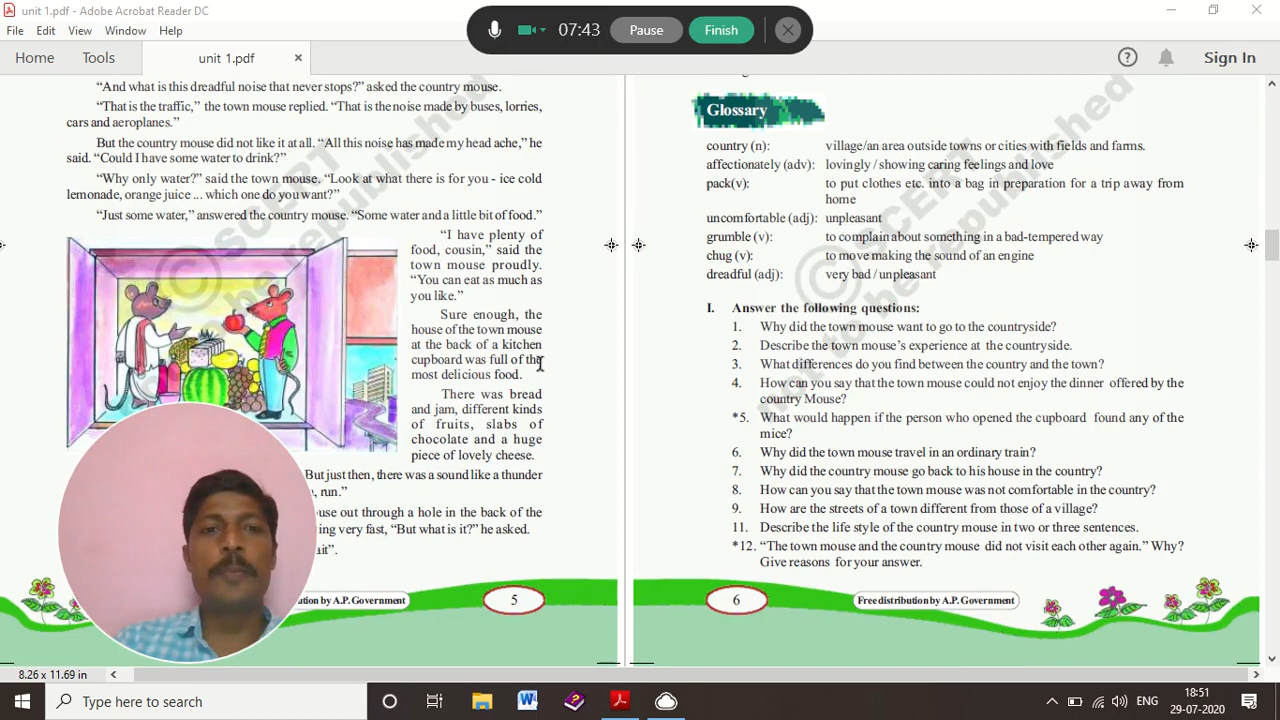 unit 1.pdf - Adobe Acrobat Reader DC
07:43
Pause
Finish
File Edit View Window Help
Home
Tools
unit 1.pdf
Sign In
“And what is this dreadful noise that never stops?” asked the country mouse.
“That is the traffic,” the town mouse replied. “That is the noise made by buses, lorries,
cars and aeroplanes.”
But the country mouse did not like it at all. “All this noise has made my head ache,” he
said. “Could I have some water to drink?”
“Why only water?” said the town mouse. “Look at what there is for you - ice cold
lemonade, orange juice ... which one do you want?”
“Just some water,” answered the country mouse. “Some water and a little bit of food.”
“I have plenty of
food, cousin,” said the
town mouse proudly.
“You can eat as much as
you like.”
Sure enough, the
house of the town mouse
at the back of a kitchen
cupboard was full of the
most delicious food.
There was bread
and jam, different kinds
of fruits, slabs of
chocolate and a huge
piece of lovely cheese.
But just then, there was a sound like a thunder
, run.”
ouse out through a hole in the back of the
ing very fast, “But what is it?” he asked.
ait”.
bution by A.P. Government
5
Glossary
country (n): village/an area outside towns or cities with fields and farms.
affectionately (adv): lovingly / showing caring feelings and love
pack(v): to put clothes etc. into a bag in preparation for a trip away from
home
uncomfortable (adj): unpleasant
grumble (v): to complain about something in a bad-tempered way
chug (v): to move making the sound of an engine
dreadful (adj): very bad / unpleasant
I. Answer the following questions:
1. Why did the town mouse want to go to the countryside?
2. Describe the town mouse’s experience at the countryside.
3. What differences do you find between the country and the town?
4. How can you say that the town mouse could not enjoy the dinner offered by the
country Mouse?
*5. What would happen if the person who opened the cupboard found any of the
mice?
6. Why did the town mouse travel in an ordinary train?
7. Why did the country mouse go back to his house in the country?
8. How can you say that the town mouse was not comfortable in the country?
9. How are the streets of a town different from those of a village?
11. Describe the life style of the country mouse in two or three sentences.
*12. “The town mouse and the country mouse did not visit each other again.” Why?
Give reasons for your answer.
6
Free distribution by A.P. Government
© SCERT
not to be republished
8.26 x 11.69 in
Type here to search
ENG
18:51
29-07-2020